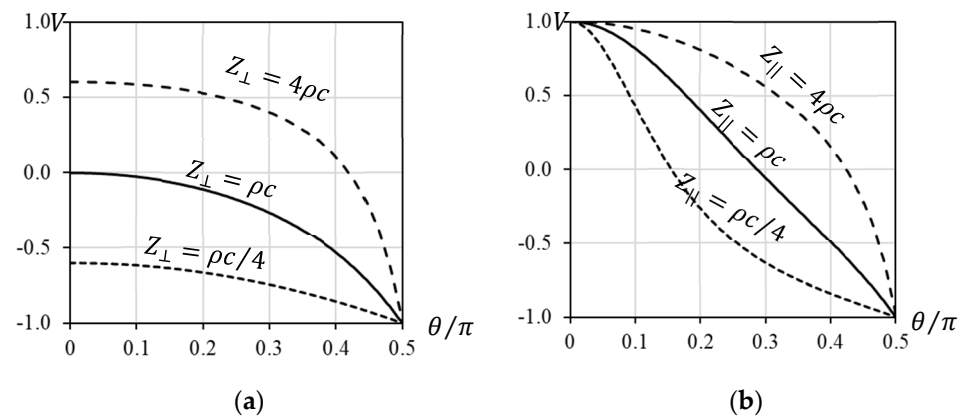 1.0 V
0.5
0.0
-0.5
-1.0
0 0.1 0.2 0.3 0.4 0.5
θ/π
Z⊥ = 4ρc
Z⊥ = ρc
Z⊥ = ρc/4
(a)
1.0 V
0.5
0.0
-0.5
-1.0
0 0.1 0.2 0.3 0.4 0.5
θ/π
Z∥ = 4ρc
Z∥ = ρc
Z∥ = ρc/4
(b)